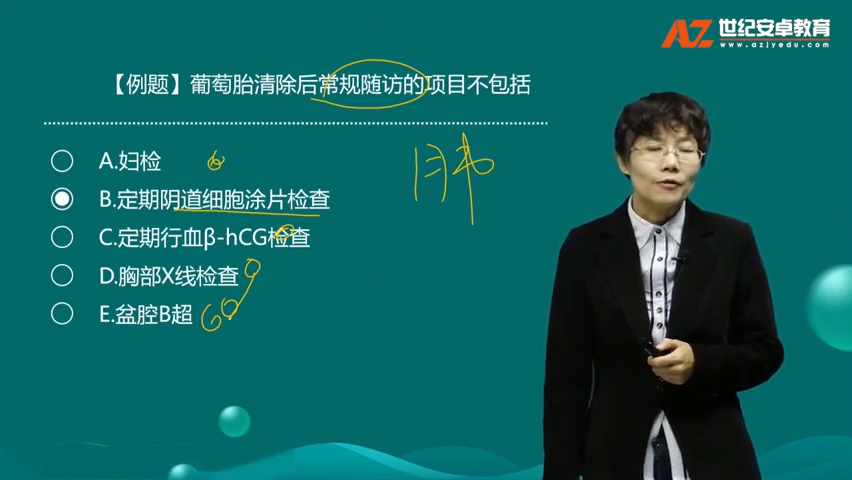 AZ 世纪安卓教育
www.azjyedu.com
【例题】葡萄胎清除后常规随访的项目不包括
A.妇检
B.定期阴道细胞涂片检查
C.定期行血β-hCG检查
D.胸部X线检查
E.盆腔B超
肺